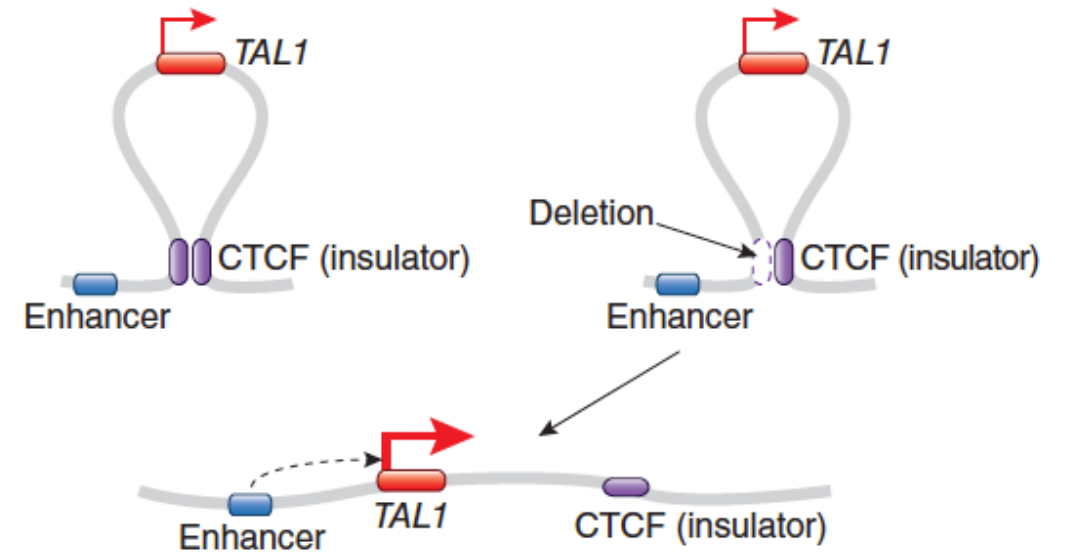 TAL1
CTCF (insulator)
Enhancer
TAL1
Deletion
CTCF (insulator)
Enhancer
TAL1
Enhancer
CTCF (insulator)